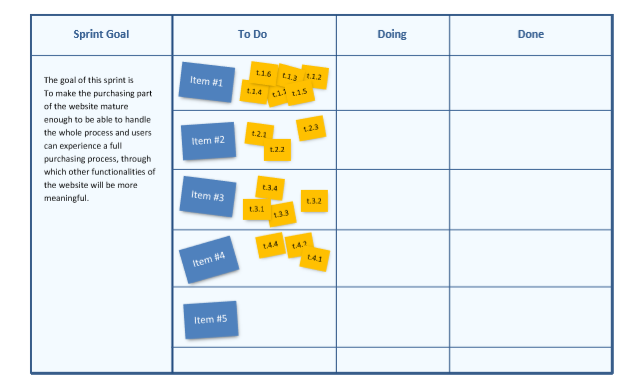 Sprint Goal To Do Doing Done
The goal of this sprint is
To make the purchasing part
of the website mature
enough to be able to handle
the whole process and users
can experience a full
purchasing process, through
which other functionalities of
the website will be more
meaningful.
Item #1
t.1.6
t.1.3
t.1.2
t.1.4
t.1.5
Item #2
t.2.1
t.2.3
t.2.2
Item #3
t.3.4
t.3.1
t.3.3
t.3.2
Item #4
t.4.4
t.4.1
Item #5